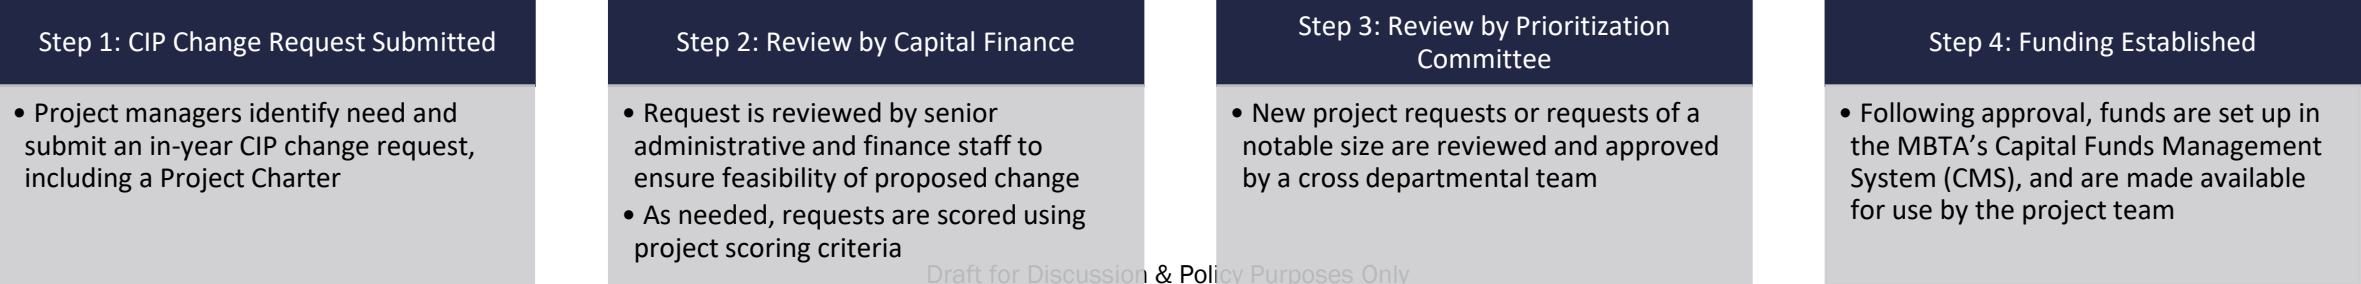 Step 1: CIP Change Request Submitted
• Project managers identify need and
submit an in-year CIP change request,
including a Project Charter
Step 2: Review by Capital Finance
• Request is reviewed by senior
administrative and finance staff to
ensure feasibility of proposed change
• As needed, requests are scored using
project scoring criteria
Step 3: Review by Prioritization
Committee
• New project requests or requests of a
notable size are reviewed and approved
by a cross departmental team
Step 4: Funding Established
• Following approval, funds are set up in
the MBTA’s Capital Funds Management
System (CMS), and are made available
for use by the project team
Draft for Discussion & Policy Purposes Only